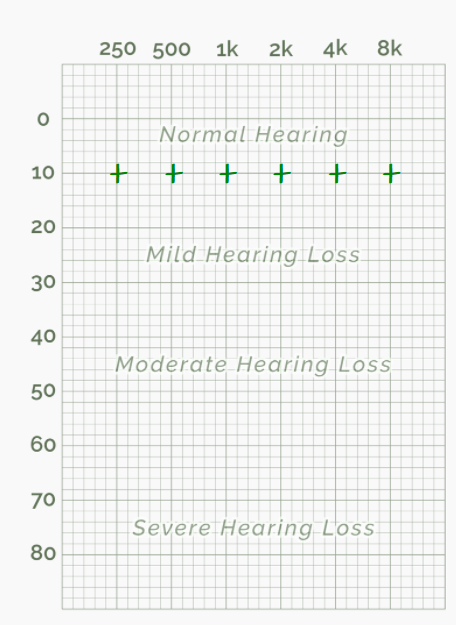 250 500 1k 2k 4k 8k
0
Normal Hearing
10
20
Mild Hearing Loss
30
40
Moderate Hearing Loss
50
60
70
Severe Hearing Loss
80